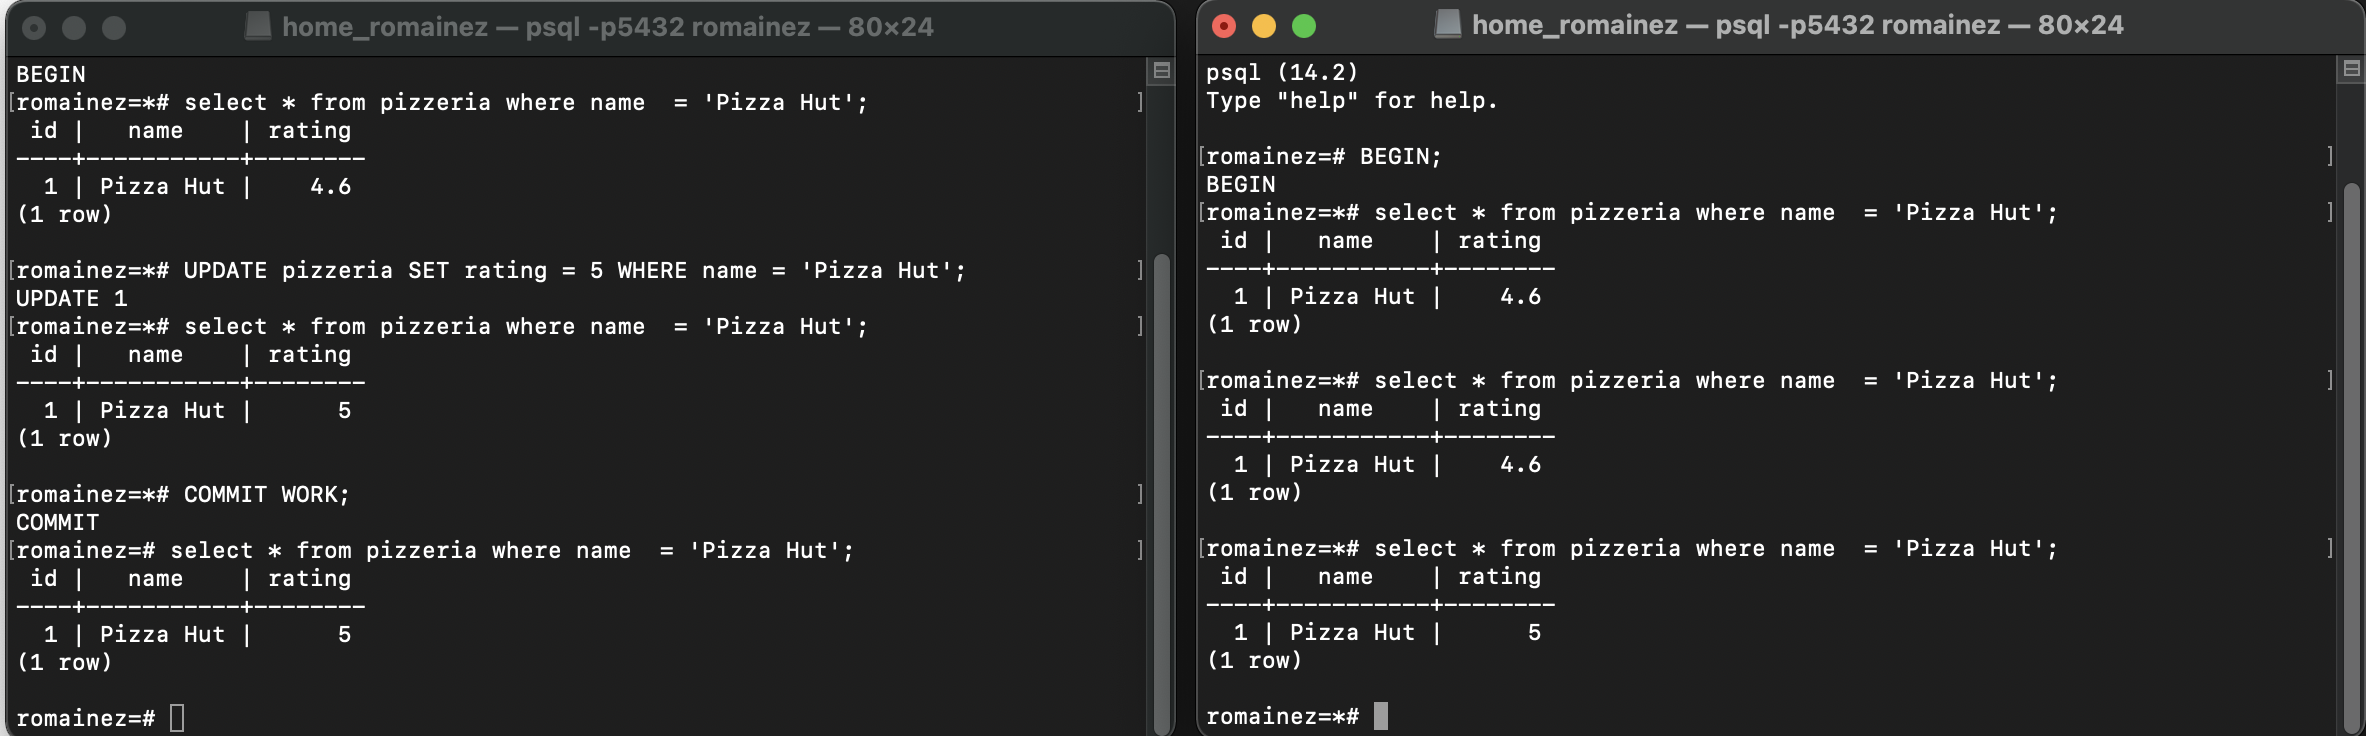 home_romainez — psql -p5432 romainez — 80×24
BEGIN
[romainez=*# select * from pizzeria where name  = 'Pizza Hut'; ]
 id |   name    | rating
----+-----------+--------
  1 | Pizza Hut |    4.6
(1 row)
[romainez=*# UPDATE pizzeria SET rating = 5 WHERE name = 'Pizza Hut'; ]
UPDATE 1
[romainez=*# select * from pizzeria where name  = 'Pizza Hut'; ]
 id |   name    | rating
----+-----------+--------
  1 | Pizza Hut |      5
(1 row)
[romainez=*# COMMIT WORK; ]
COMMIT
[romainez=# select * from pizzeria where name  = 'Pizza Hut'; ]
 id |   name    | rating
----+-----------+--------
  1 | Pizza Hut |      5
(1 row)
romainez=#
home_romainez — psql -p5432 romainez — 80×24
psql (14.2)
Type "help" for help.
[romainez=# BEGIN; ]
BEGIN
[romainez=*# select * from pizzeria where name  = 'Pizza Hut'; ]
 id |   name    | rating
----+-----------+--------
  1 | Pizza Hut |    4.6
(1 row)
[romainez=*# select * from pizzeria where name  = 'Pizza Hut'; ]
 id |   name    | rating
----+-----------+--------
  1 | Pizza Hut |    4.6
(1 row)
[romainez=*# select * from pizzeria where name  = 'Pizza Hut'; ]
 id |   name    | rating
----+-----------+--------
  1 | Pizza Hut |      5
(1 row)
romainez=*#